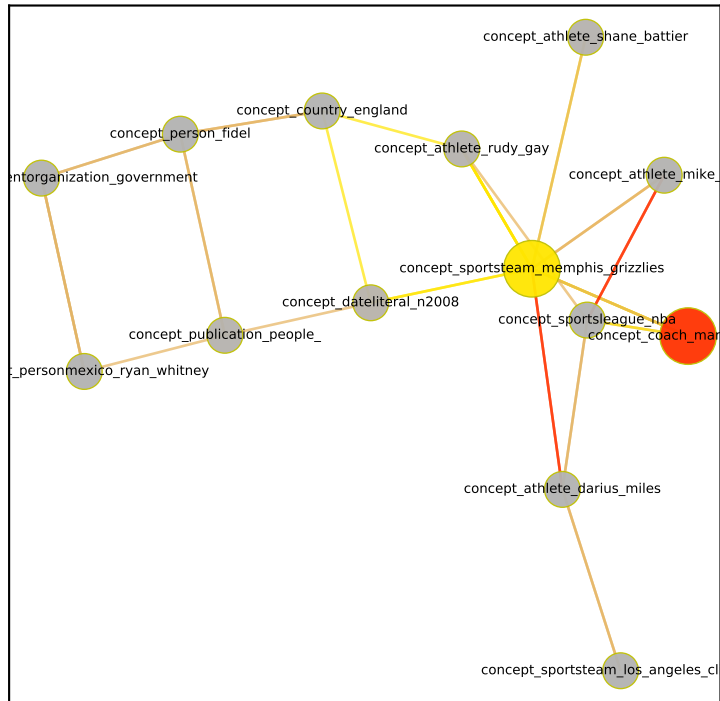 concept_athlete_shane_battier
concept_country_england
concept_person_fidel
concept_athlete_rudy_gay
entorganization_government
concept_athlete_mike_
concept_sportsteam_memphis_grizzlies
concept_dateliteral_n2008
concept_sportsleague_nba
concept_publication_people_
concept_coach_mar
t_personmexico_ryan_whitney
concept_athlete_darius_miles
concept_sportsteam_los_angeles_cl